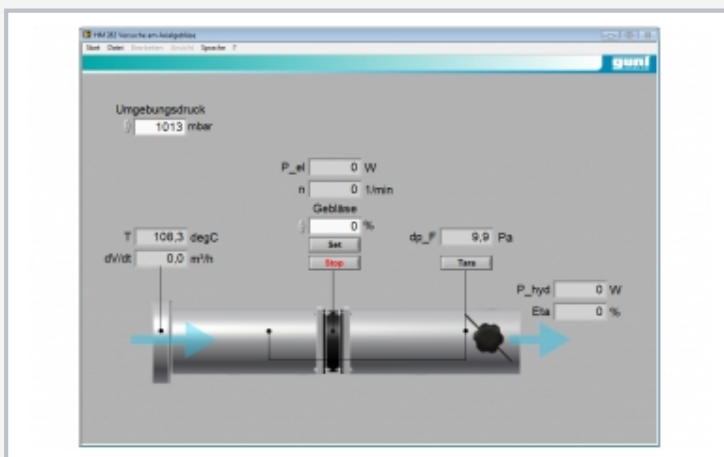 HM 282 Versuche am Axialgebläse
Start Datei Bearbeiten Ansicht Sprache ?
gunt
Umgebungsdruck
1013 mbar
P_el 0 W
n 0 1/min
Gebläse
0 %
Set
Stop
T 108,3 degC
dV/dt 0,0 m³/h
dp_F 9,9 Pa
Tara
P_hyd 0 W
Eta 0 %